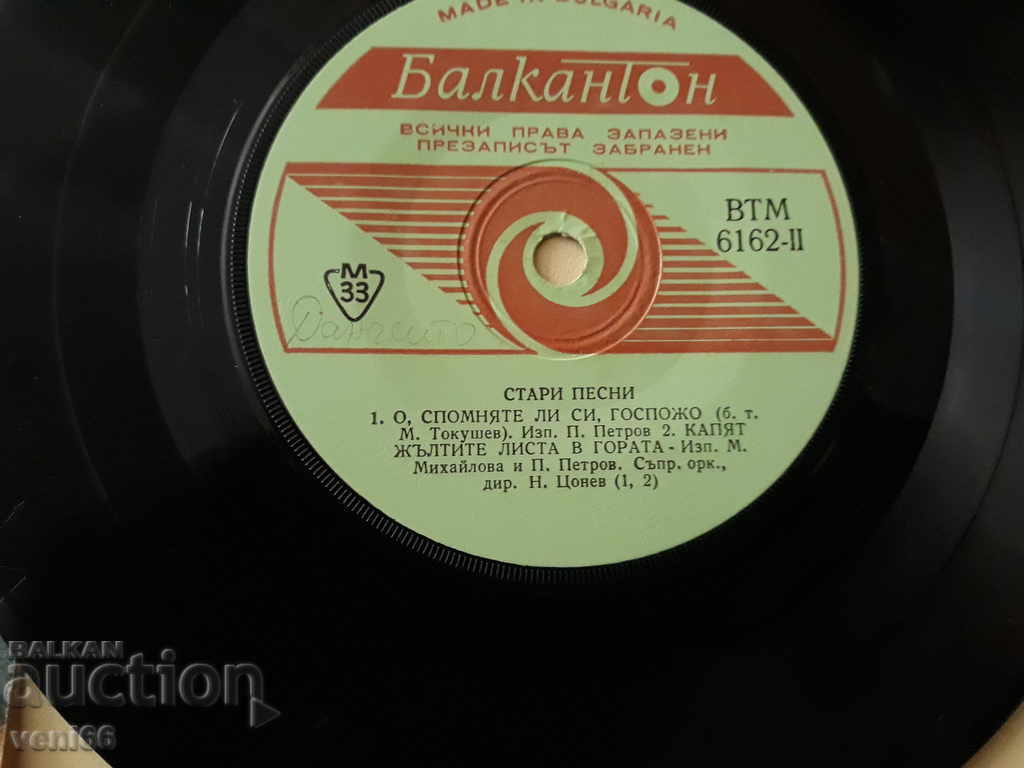 MADE IN BULGARIA
Балкантон
ВСИЧКИ ПРАВА ЗАПАЗЕНИ
ПРЕЗАПИСЪТ ЗАБРАНЕН
ВТМ
6162-II
М
33
СТАРИ ПЕСНИ
1. О, СПОМНЯТЕ ЛИ СИ, ГОСПОЖО (б. т.
М. Токушев). Изп. П. Петров 2. КАПЯТ
ЖЪЛТИТЕ ЛИСТА В ГОРАТА - Изп. М.
Михайлова и П. Петров. Съпр. орк.,
дир. Н. Цонев (1, 2)
BALKAN
auction
veni66